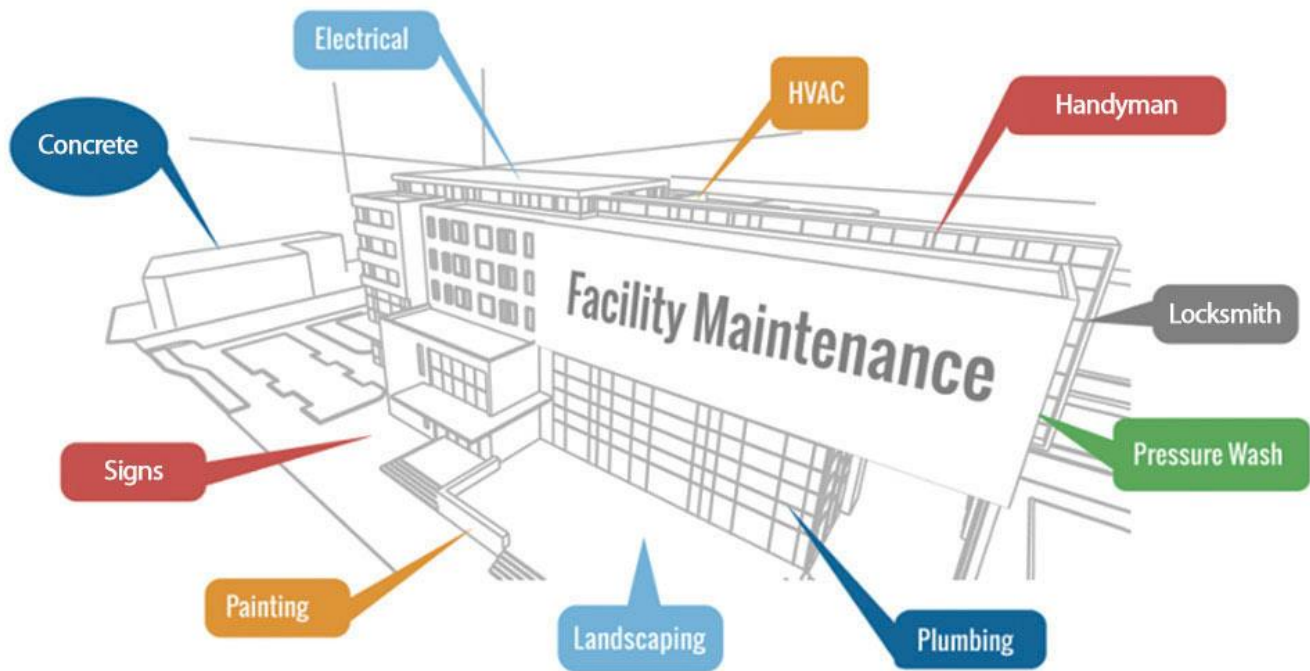 Electrical
HVAC
Handyman
Concrete
Facility Maintenance
Locksmith
Signs
Pressure Wash
Painting
Landscaping
Plumbing